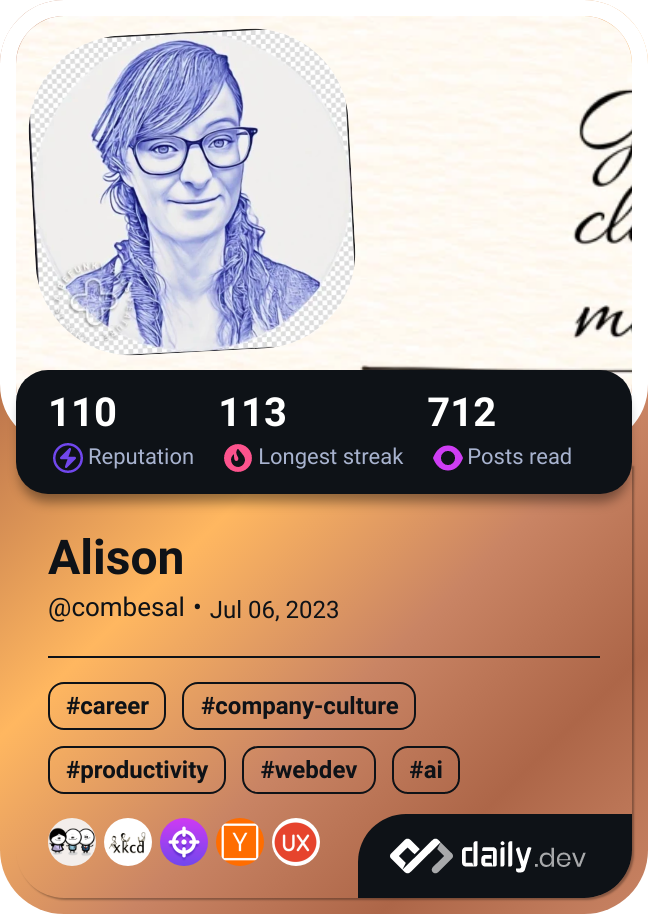 110
113
712
Reputation
Longest streak
Posts read
Alison
@combesal • Jul 06, 2023
#career
#company-culture
#productivity
#webdev
#ai
xkcd
Y
UX
daily.dev